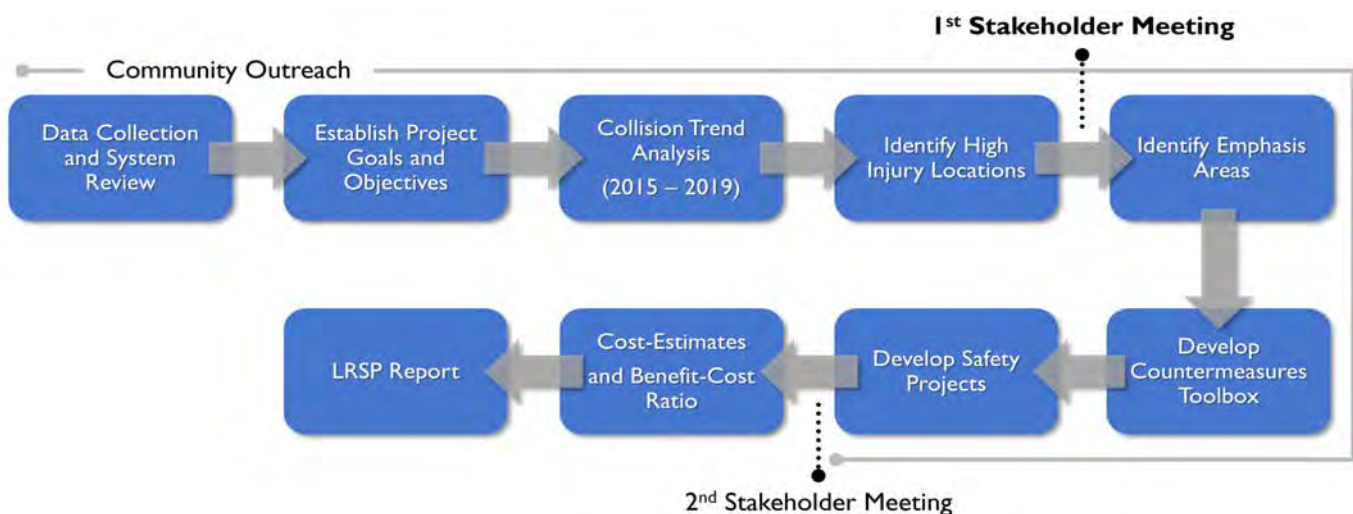 1st Stakeholder Meeting
Community Outreach
Data Collection
and System
Review
Establish Project
Goals and
Objectives
Collision Trend
Analysis
(2015 – 2019)
Identify High
Injury Locations
Identify Emphasis
Areas
Develop
Countermeasures
Toolbox
Develop Safety
Projects
Cost-Estimates
and Benefit-Cost
Ratio
LRSP Report
2nd Stakeholder Meeting